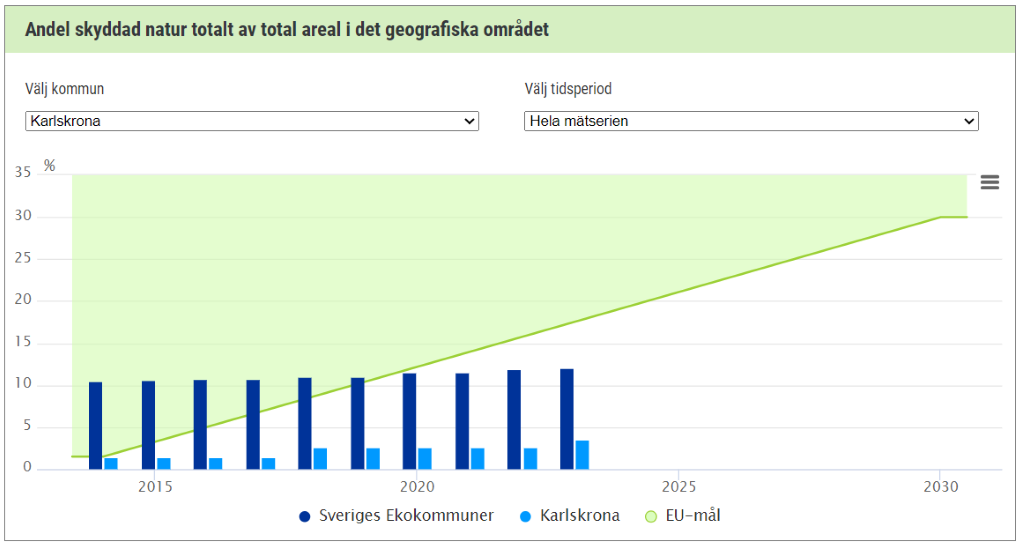 Andel skyddad natur totalt av total areal i det geografiska området
Välj kommun
Välj tidsperiod
Karlskrona
Hela mätserien
%
35
30
25
20
15
10
5
0
2015
2020
2025
2030
Sveriges Ekokommuner
Karlskrona
EU-mål